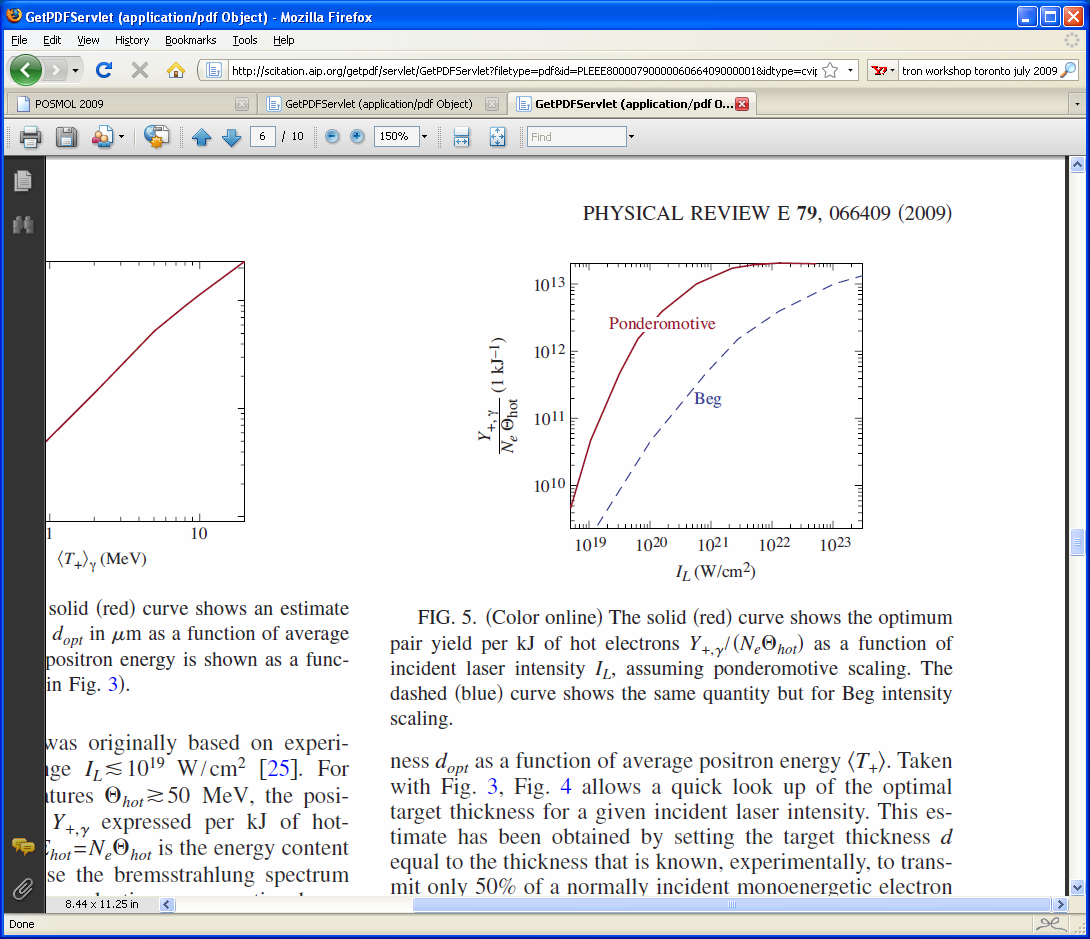 GetPDFServlet (application/pdf Object) - Mozilla Firefox
File Edit View History Bookmarks Tools Help
http://scitation.aip.org/getpdf/servlet/GetPDFServlet?filetype=pdf&id=PLEEE8000079000006066409000001&idtype=cvip
tron workshop toronto july 2009
POSMOL 2009
GetPDFServlet (application/pdf Object)
GetPDFServlet (application/pdf O...
6 / 10
150%
Find
PHYSICAL REVIEW E 79, 066409 (2009)
1 10
⟨T₊⟩γ (MeV)
solid (red) curve shows an estimate
dopt in μm as a function of average
positron energy is shown as a func-
in Fig. 3).
was originally based on experi-
nge IL≲10¹⁹ W/cm² [25]. For
tures Θhot≳50 MeV, the posi-
Y₊,γ expressed per kJ of hot-
Ehot=NeΘhot is the energy content
se the bremsstrahlung spectrum
10¹³
10¹²
10¹¹
10¹⁰
Y₊,γ / Ne Θhot (1 kJ⁻¹)
Ponderomotive
Beg
10¹⁹ 10²⁰ 10²¹ 10²² 10²³
IL (W/cm²)
FIG. 5. (Color online) The solid (red) curve shows the optimum
pair yield per kJ of hot electrons Y₊,γ/(NeΘhot) as a function of
incident laser intensity IL, assuming ponderomotive scaling. The
dashed (blue) curve shows the same quantity but for Beg intensity
scaling.
ness dopt as a function of average positron energy ⟨T₊⟩. Taken
with Fig. 3, Fig. 4 allows a quick look up of the optimal
target thickness for a given incident laser intensity. This es-
timate has been obtained by setting the target thickness d
equal to the thickness that is known, experimentally, to trans-
mit only 50% of a normally incident monoenergetic electron
8.44 x 11.25 in
Done